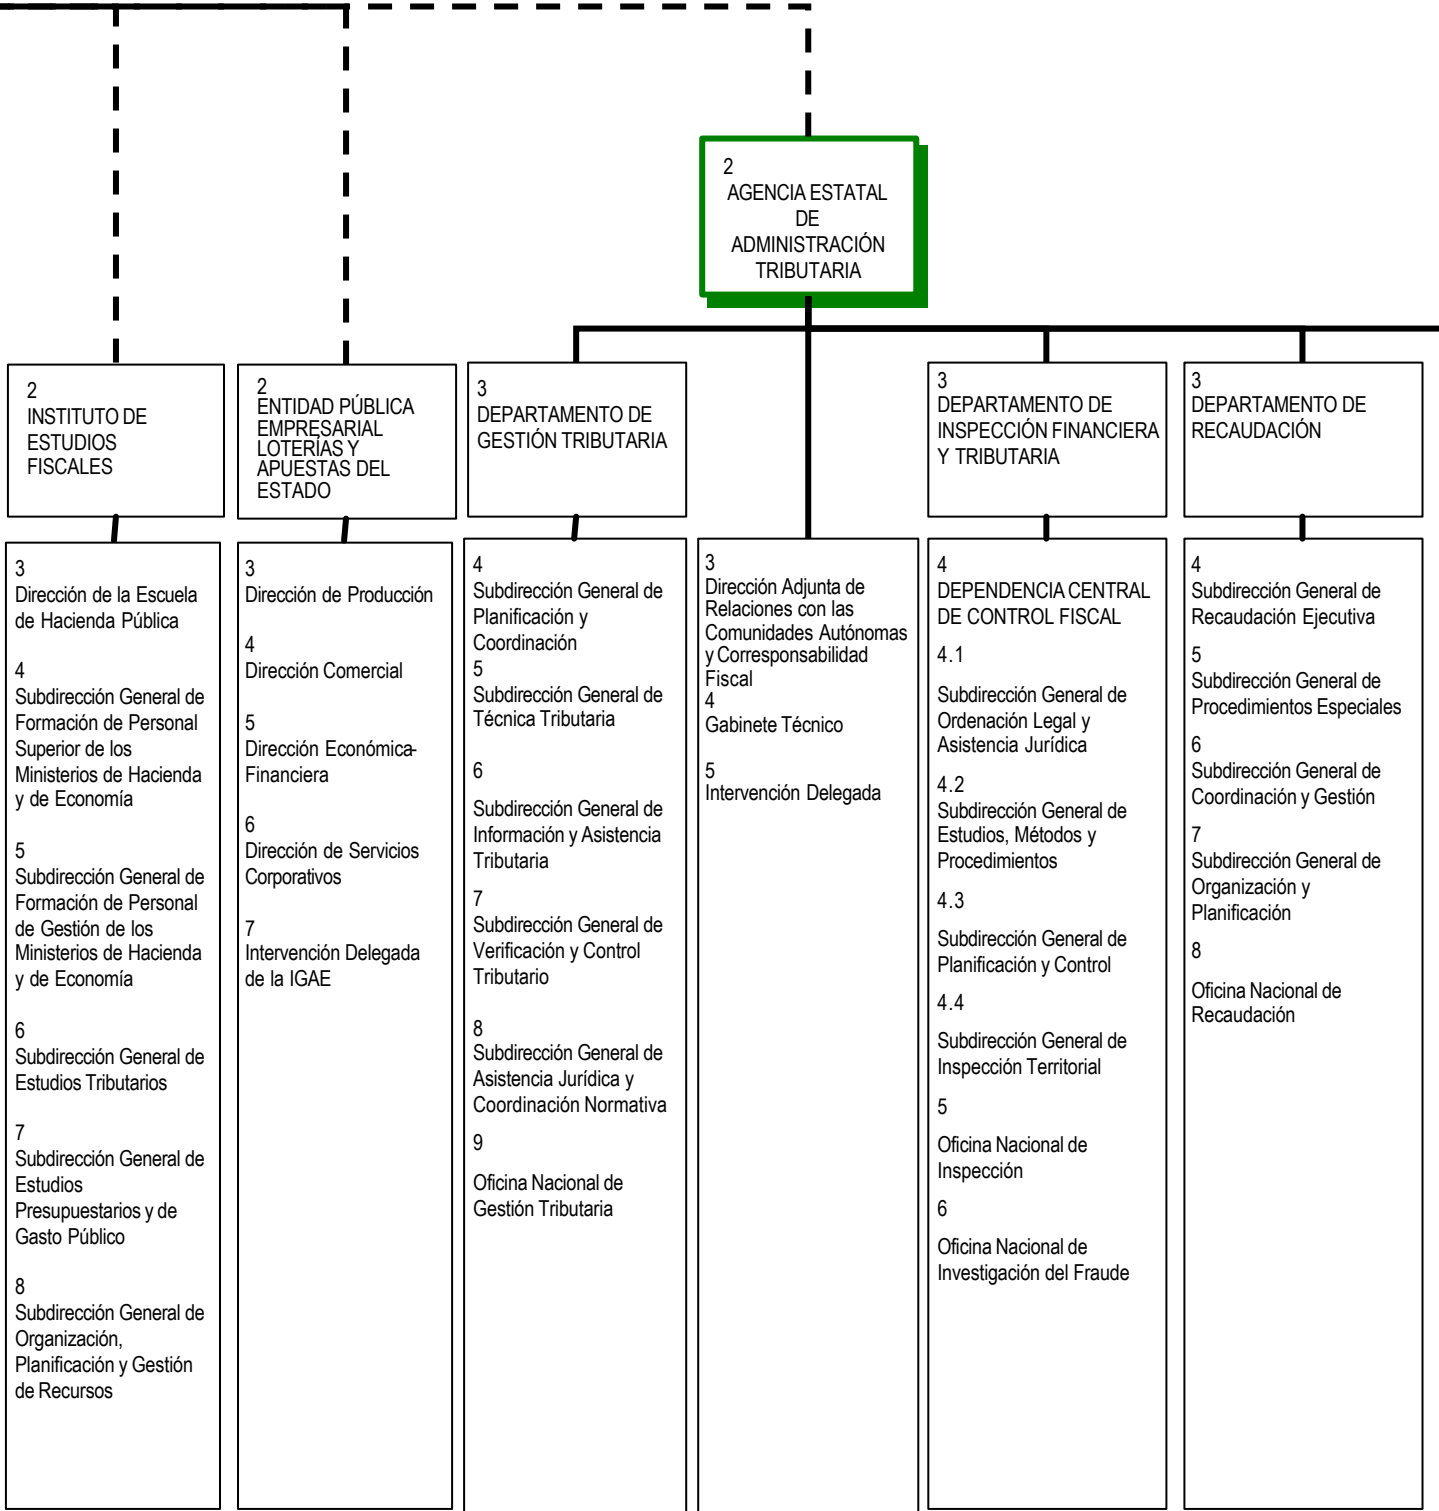 2
AGENCIA ESTATAL
DE
ADMINISTRACIÓN
TRIBUTARIA
2
INSTITUTO DE
ESTUDIOS
FISCALES
2
ENTIDAD PÚBLICA
EMPRESARIAL
LOTERÍAS Y
APUESTAS DEL
ESTADO
3
DEPARTAMENTO DE
GESTIÓN TRIBUTARIA
3
DEPARTAMENTO DE
INSPECCIÓN FINANCIERA
Y TRIBUTARIA
3
DEPARTAMENTO DE
RECAUDACIÓN
3
Dirección de la Escuela
de Hacienda Pública
4
Subdirección General de
Formación de Personal
Superior de los
Ministerios de Hacienda
y de Economía
5
Subdirección General de
Formación de Personal
de Gestión de los
Ministerios de Hacienda
y de Economía
6
Subdirección General de
Estudios Tributarios
7
Subdirección General de
Estudios
Presupuestarios y de
Gasto Público
8
Subdirección General de
Organización,
Planificación y Gestión
de Recursos
3
Dirección de Producción
4
Dirección Comercial
5
Dirección Económica-
Financiera
6
Dirección de Servicios
Corporativos
7
Intervención Delegada
de la IGAE
4
Subdirección General de
Planificación y
Coordinación
5
Subdirección General de
Técnica Tributaria
6
Subdirección General de
Información y Asistencia
Tributaria
7
Subdirección General de
Verificación y Control
Tributario
8
Subdirección General de
Asistencia Jurídica y
Coordinación Normativa
9
Oficina Nacional de
Gestión Tributaria
3
Dirección Adjunta de
Relaciones con las
Comunidades Autónomas
y Corresponsabilidad
Fiscal
4
Gabinete Técnico
5
Intervención Delegada
4
DEPENDENCIA CENTRAL
DE CONTROL FISCAL
4.1
Subdirección General de
Ordenación Legal y
Asistencia Jurídica
4.2
Subdirección General de
Estudios, Métodos y
Procedimientos
4.3
Subdirección General de
Planificación y Control
4.4
Subdirección General de
Inspección Territorial
5
Oficina Nacional de
Inspección
6
Oficina Nacional de
Investigación del Fraude
4
Subdirección General de
Recaudación Ejecutiva
5
Subdirección General de
Procedimientos Especiales
6
Subdirección General de
Coordinación y Gestión
7
Subdirección General de
Organización y
Planificación
8
Oficina Nacional de
Recaudación